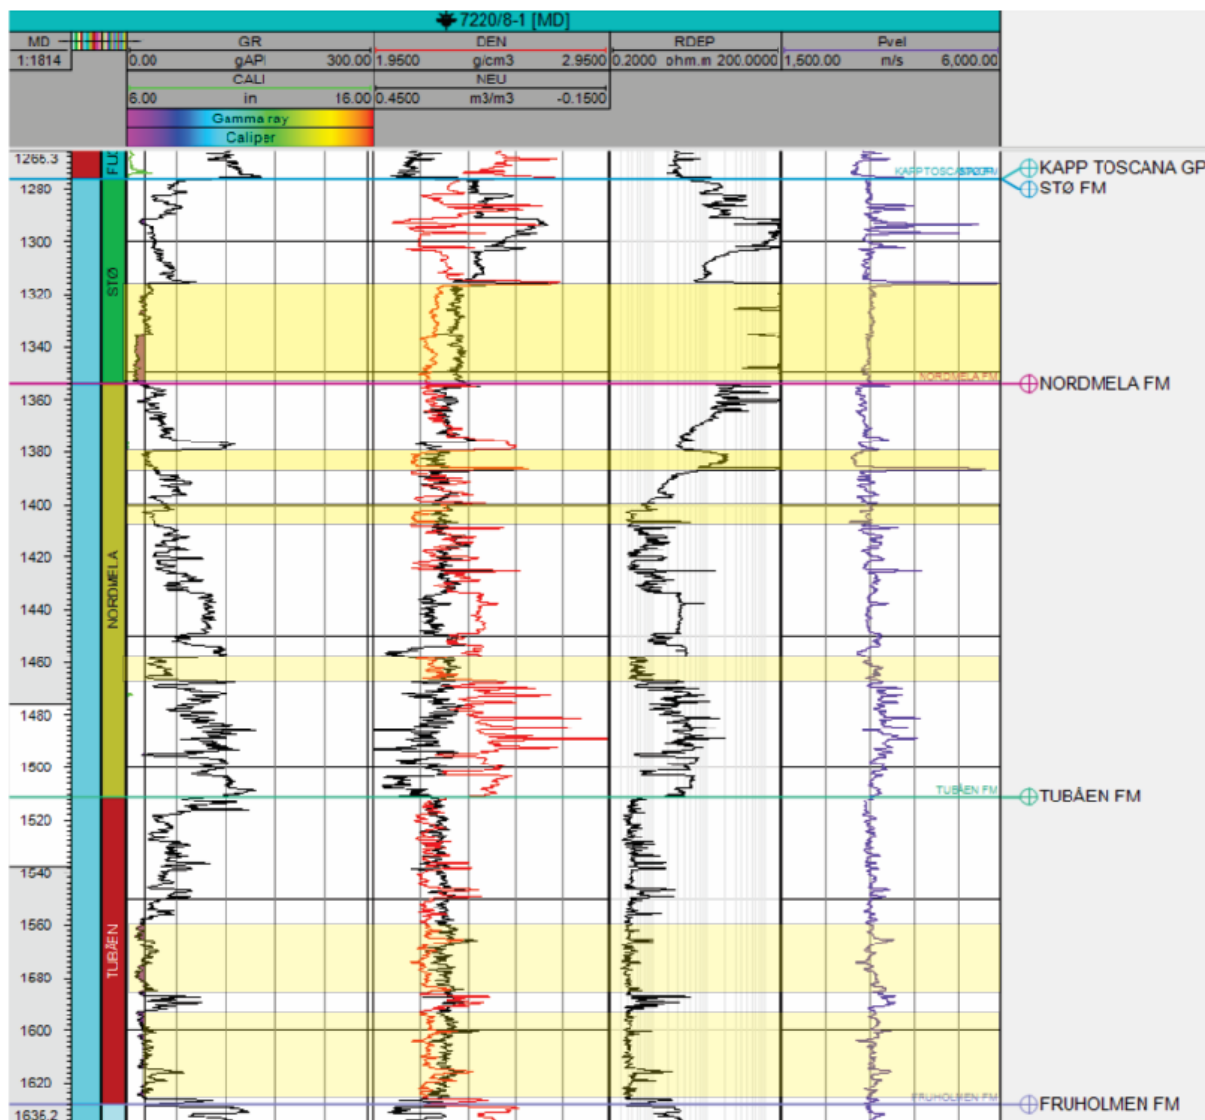 7220/8-1 [MD]
MD GR DEN RDEP Pvel
1:1814 0.00 gAPI 300.00 1.9500 g/cm3 2.9500 0.2000 ohm.m 200.0000 1,500.00 m/s 6,000.00
CALI NEU
6.00 in 16.00 0.4500 m3/m3 -0.1500
Gamma ray
Caliper
1266.3
KAPP TOSCANA GP
STØ FM
1280
1300
STØ
1320
1340
NORDMELA FM
NORDMELA FM
1360
1380
1400
1420
NORDMELA
1440
1460
1480
1500
TUBÅEN FM
TUBÅEN FM
1520
1540
1560
TUBÅEN
1580
1600
1620
FRUHOLMEN FM
FRUHOLMEN FM
1636.2